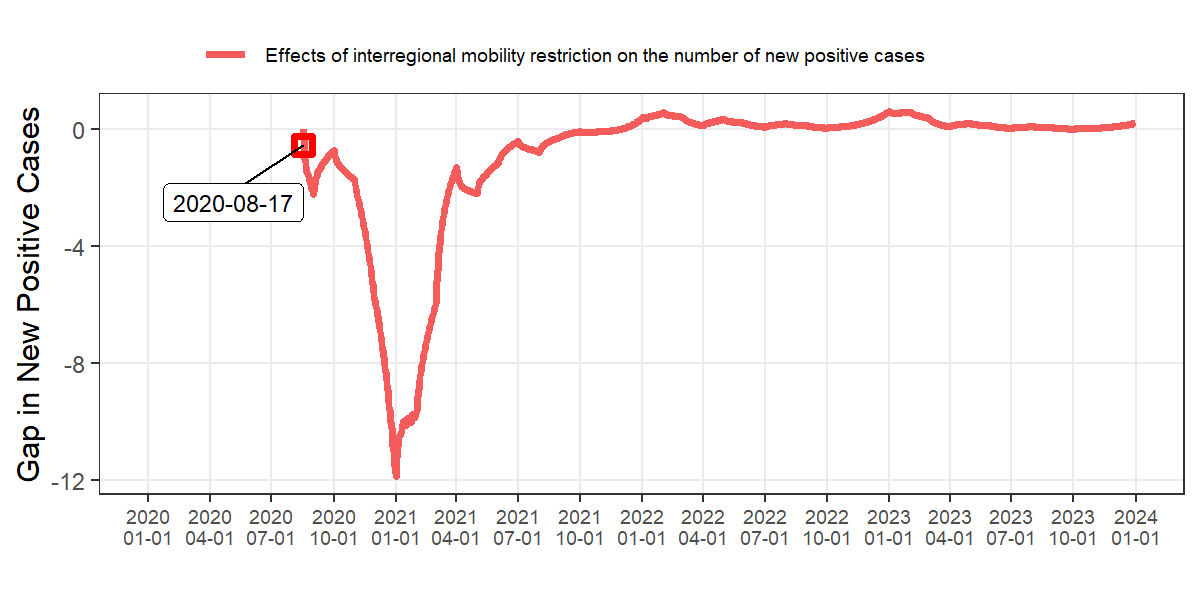 Effects of interregional mobility restriction on the number of new positive cases
Gap in New Positive Cases
0
-4
-8
-12
2020-08-17
2020 2020 2020 2020 2021 2021 2021 2021 2022 2022 2022 2022 2023 2023 2023 2023 2024
01-01 04-01 07-01 10-01 01-01 04-01 07-01 10-01 01-01 04-01 07-01 10-01 01-01 04-01 07-01 10-01 01-01